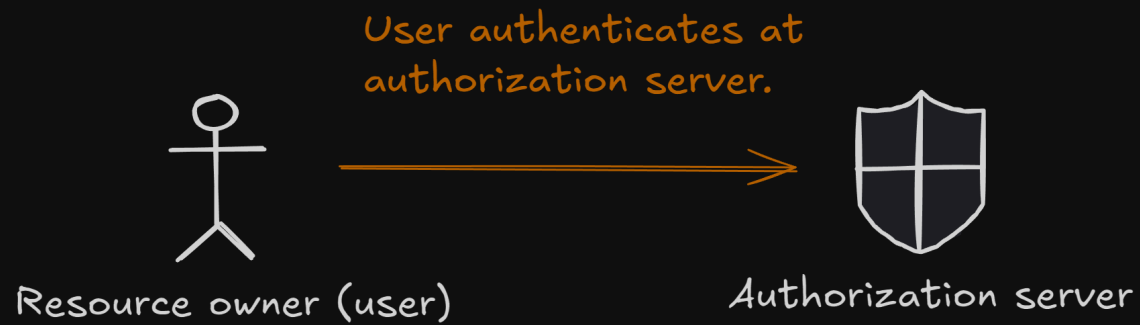 User authenticates at
authorization server.
Resource owner (user)
Authorization server